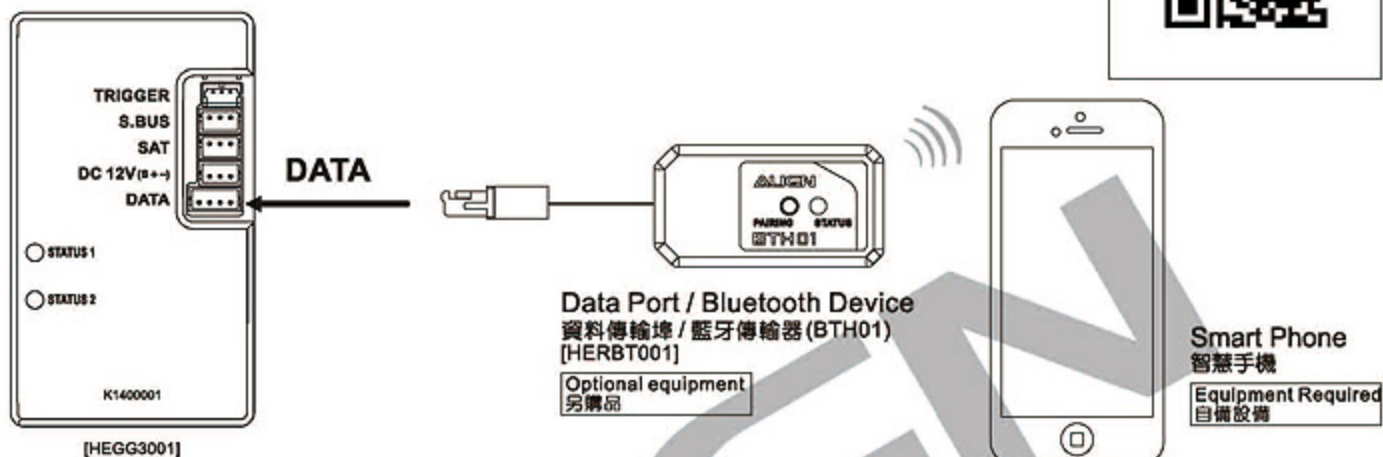 TRIGGER
S.BUS
SAT
DC 12V(B+-)
DATA
STATUS 1
STATUS 2
K1400001
[HEGG3001]
DATA
ALIGN
PAIRING STATUS
BTH01
Data Port / Bluetooth Device
資料傳輸埠 / 藍牙傳輸器(BTH01)
[HERBT001]
Optional equipment
另購品
Smart Phone
智慧手機
Equipment Required
自備設備